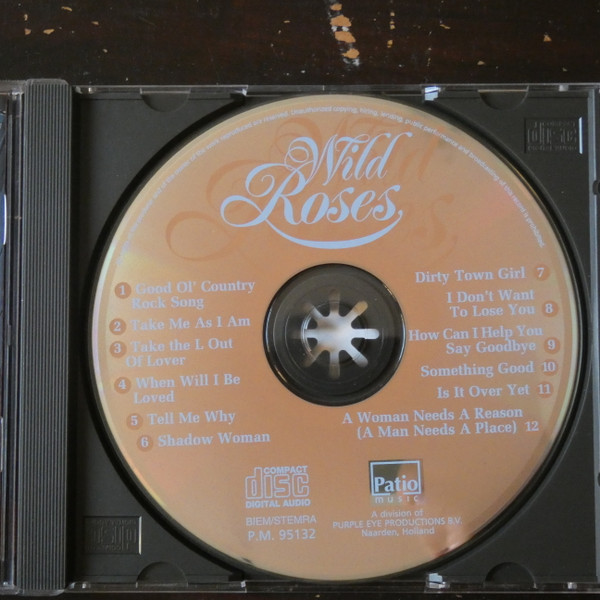 Wild
Roses
1 Good Ol' Country
Rock Song
2 Take Me As I Am
3 Take the L Out
Of Lover
4 When Will I Be
Loved
5 Tell Me Why
6 Shadow Woman
Dirty Town Girl 7
I Don't Want
To Lose You 8
How Can I Help You
Say Goodbye 9
Something Good 10
Is It Over Yet 11
A Woman Needs A Reason
(A Man Needs A Place) 12
COMPACT
disc
DIGITAL AUDIO
BIEM/STEMRA
P.M. 95132
Patio
music
A division of
PURPLE EYE PRODUCTIONS B.V.
Naarden, Holland